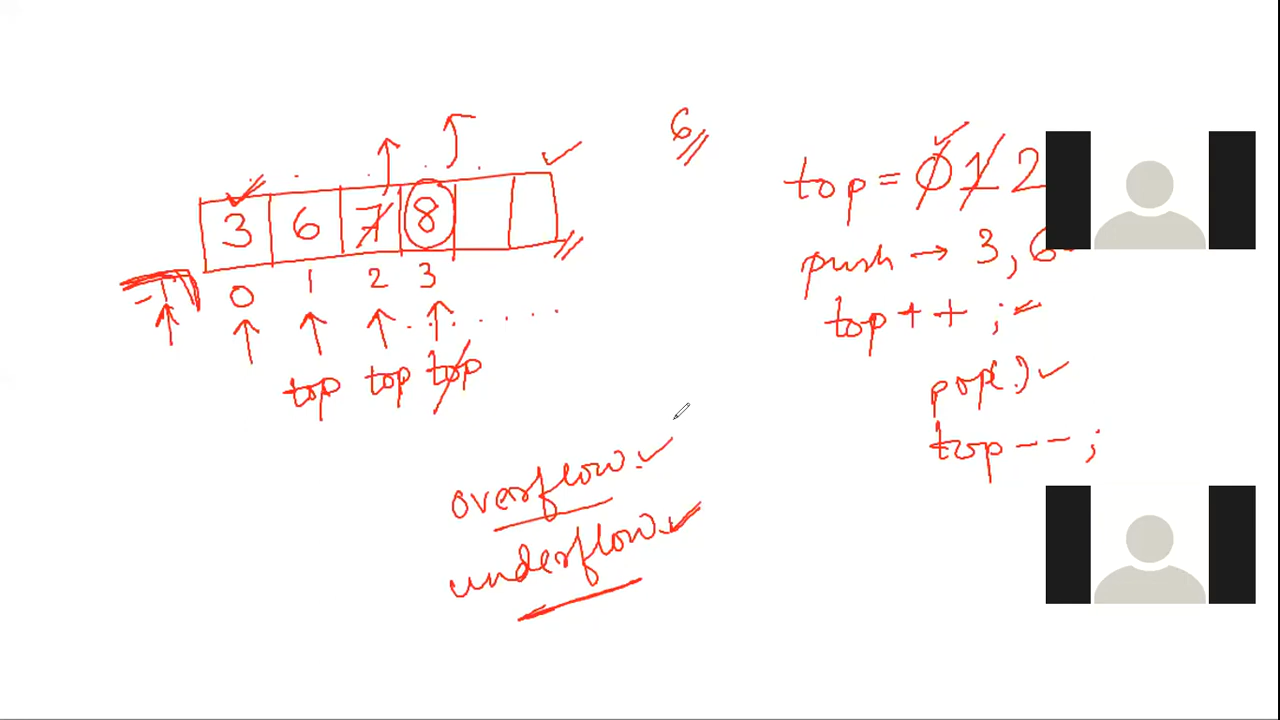 6
top = 0 1 2
3 6 7 8
push → 3, 6
-1 0 1 2 3
top++ ;
top top top
pop( )
top-- ;
overflow.
underflow.